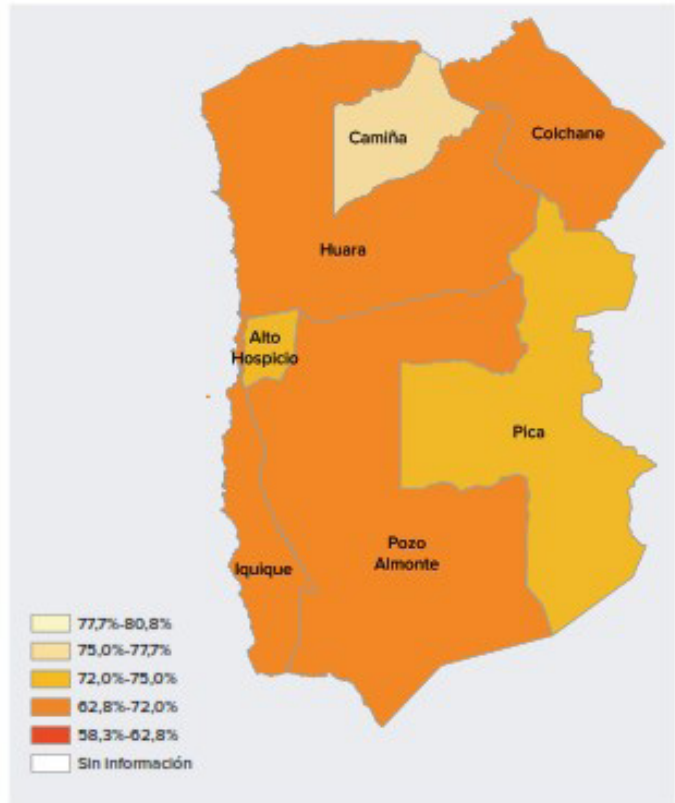 Camiña
Colchane
Huara
Alto
Hospicio
Pica
Pozo
Almonte
Iquique
77,7%-80,8%
75,0%-77,7%
72,0%-75,0%
62,8%-72,0%
58,3%-62,8%
Sin información